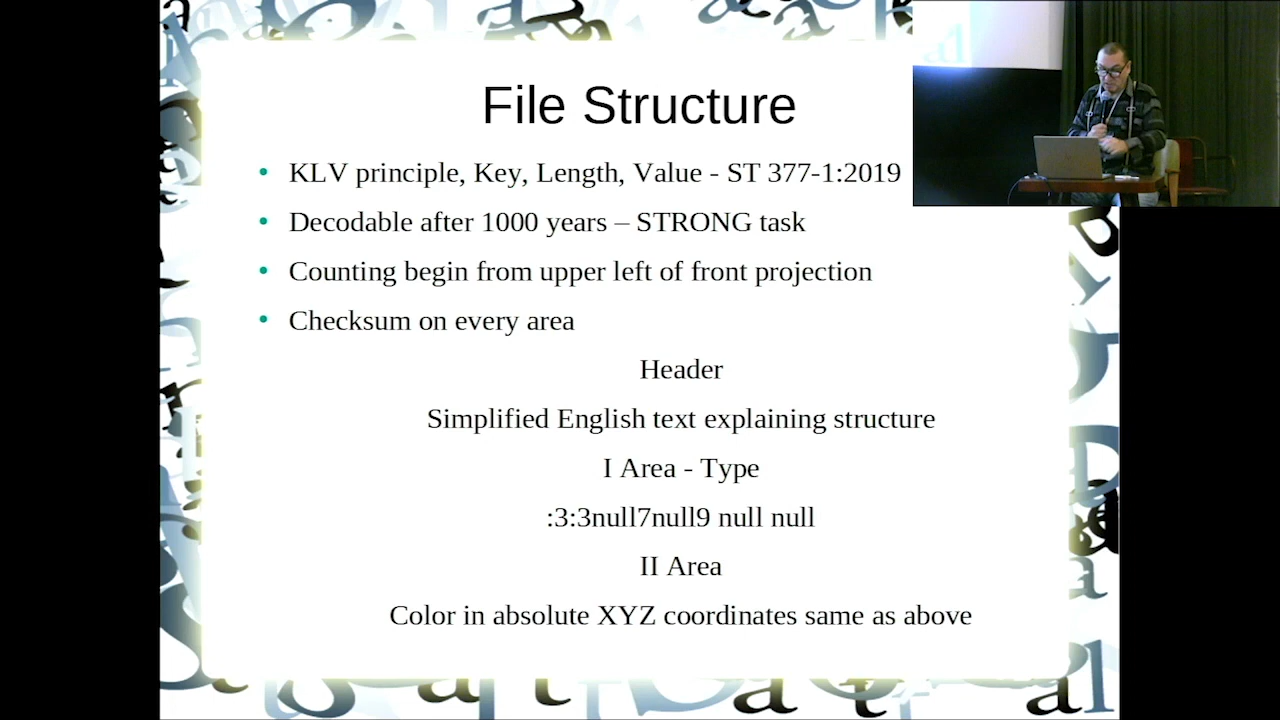 File Structure
KLV principle, Key, Length, Value - ST 377-1:2019
Decodable after 1000 years – STRONG task
Counting begin from upper left of front projection
Checksum on every area
Header
Simplified English text explaining structure
I Area - Type
:3:3null7null9 null null
II Area
Color in absolute XYZ coordinates same as above